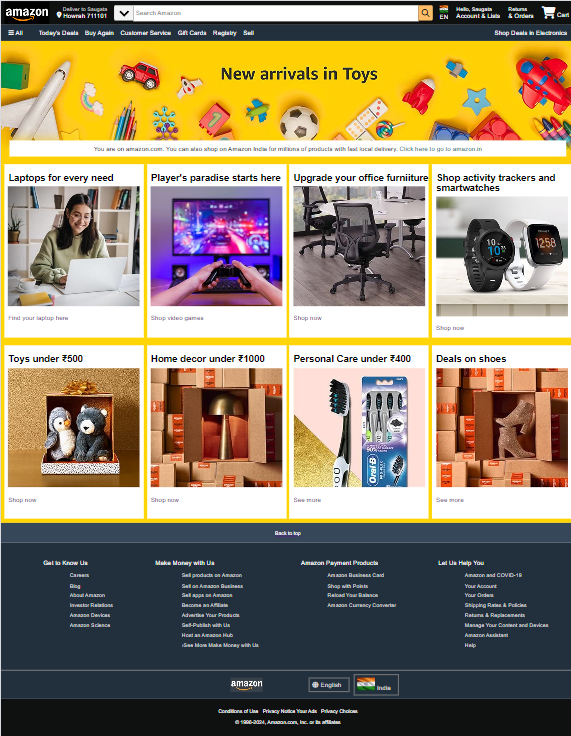 amazon
Deliver to Saugata
Howrah 711101
Search Amazon
EN
Hello, Saugata
Account & Lists
Returns
& Orders
Cart
All
Today's Deals
Buy Again
Customer Service
Gift Cards
Registry
Sell
Shop Deals in Electronics
New arrivals in Toys
You are on amazon.com. You can also shop on Amazon India for millions of products with fast local delivery. Click here to go to amazon.in
Laptops for every need
Find your laptop here
Player's paradise starts here
Shop video games
Upgrade your office furniiture
Shop now
Shop activity trackers and
smartwatches
10:58
Shop now
Toys under ₹500
Shop now
Home decor under ₹1000
Shop now
Personal Care under ₹400
Oral-B
90%
See more
Deals on shoes
See more
Back to top
Get to Know Us
Careers
Blog
About Amazon
Investor Relations
Amazon Devices
Amazon Science
Make Money with Us
Sell products on Amazon
Sell on Amazon Business
Sell apps on Amazon
Become an Affiliate
Advertise Your Products
Self-Publish with Us
Host an Amazon Hub
›See More Make Money with Us
Amazon Payment Products
Amazon Business Card
Shop with Points
Reload Your Balance
Amazon Currency Converter
Let Us Help You
Amazon and COVID-19
Your Account
Your Orders
Shipping Rates & Policies
Returns & Replacements
Manage Your Content and Devices
Amazon Assistant
Help
amazon
English
India
Conditions of Use Privacy Notice Your Ads Privacy Choices
© 1996-2024, Amazon.com, Inc. or its affiliates